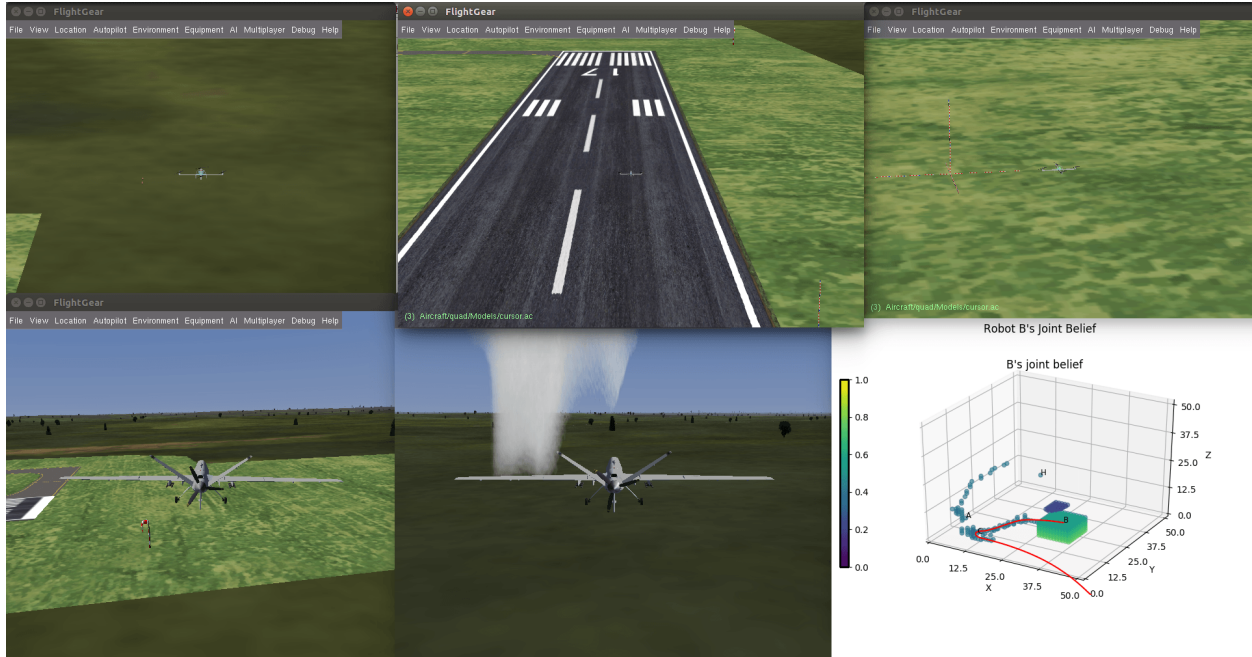 FlightGear
File View Location Autopilot Environment Equipment AI Multiplayer Debug Help
FlightGear
File View Location Autopilot Environment Equipment AI Multiplayer Debug Help
17
(3) Aircraft/quad/Models/cursor.ac
FlightGear
File View Location Autopilot Environment Equipment AI Multiplayer Debug Help
(3) Aircraft/quad/Models/cursor.ac
FlightGear
File View Location Autopilot Environment Equipment AI Multiplayer Debug Help
Robot B's Joint Belief
B's joint belief
1.0
0.8
0.6
0.4
0.2
0.0
50.0
37.5
25.0
12.5
0.0
Z
H
A
B
0.0
12.5
25.0
37.5
50.0
X
0.0
12.5
25.0
37.5
50.0
Y